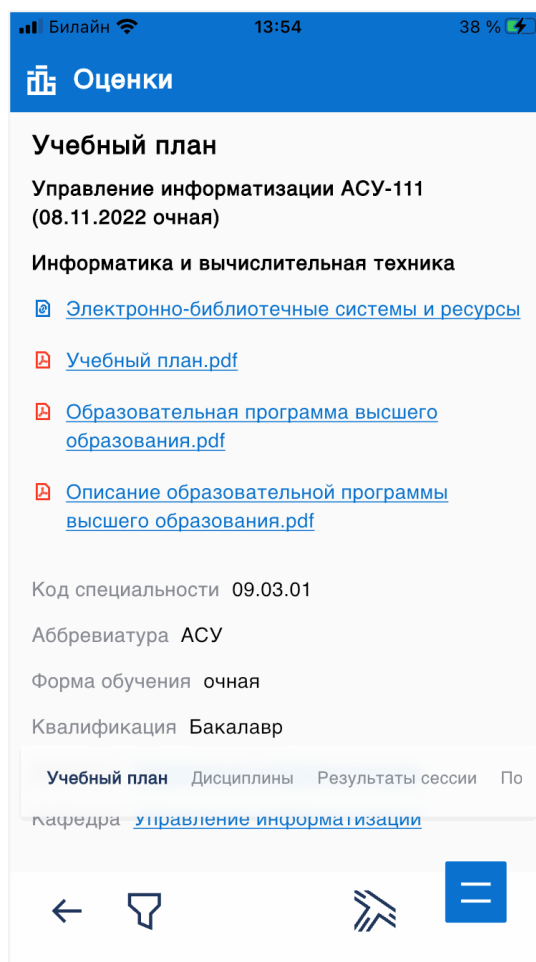 Билайн 13:54 38 %
Оценки
Учебный план
Управление информатизации АСУ-111
(08.11.2022 очная)
Информатика и вычислительная техника
Электронно-библиотечные системы и ресурсы
Учебный план.pdf
Образовательная программа высшего
образования.pdf
Описание образовательной программы
высшего образования.pdf
Код специальности 09.03.01
Аббревиатура АСУ
Форма обучения очная
Квалификация Бакалавр
Учебный план Дисциплины Результаты сессии По
Кафедра Управление информатизации